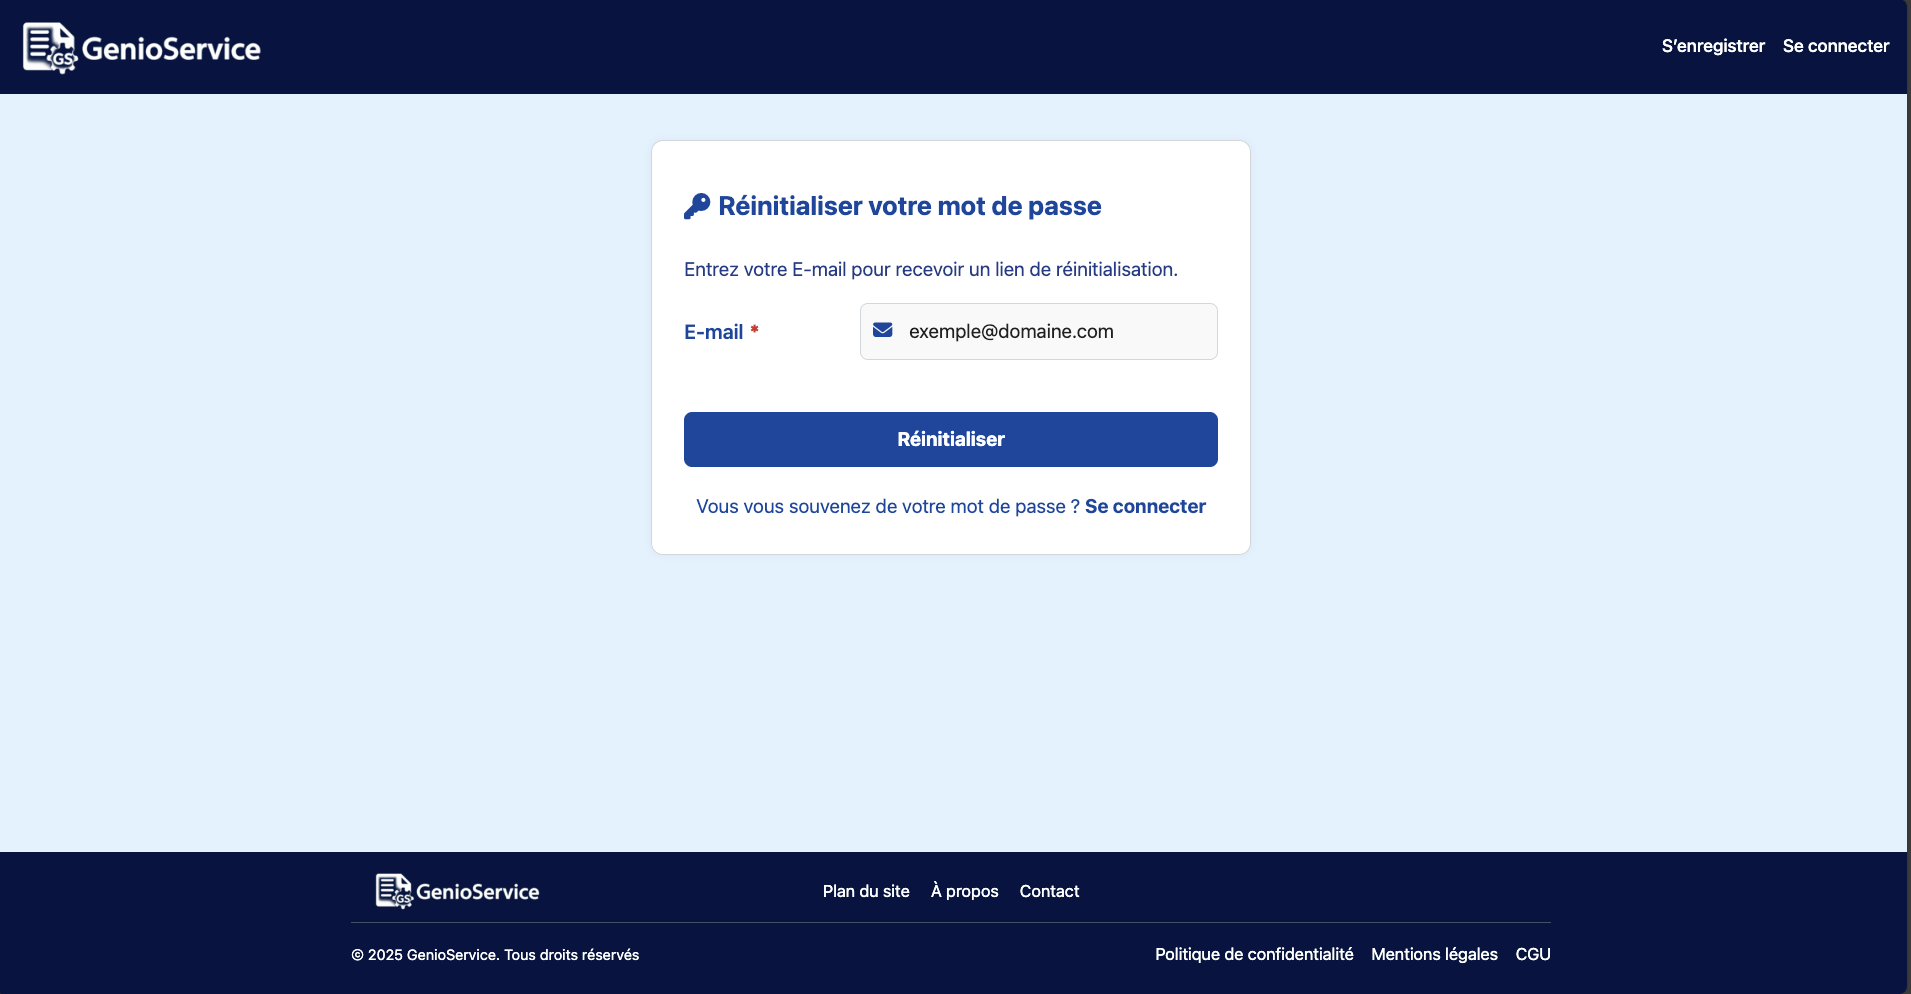 GS GenioService
S’enregistrer Se connecter
Réinitialiser votre mot de passe
Entrez votre E-mail pour recevoir un lien de réinitialisation.
E-mail * exemple@domaine.com
Réinitialiser
Vous vous souvenez de votre mot de passe ? Se connecter
GS GenioService Plan du site À propos Contact
© 2025 GenioService. Tous droits réservés Politique de confidentialité Mentions légales CGU